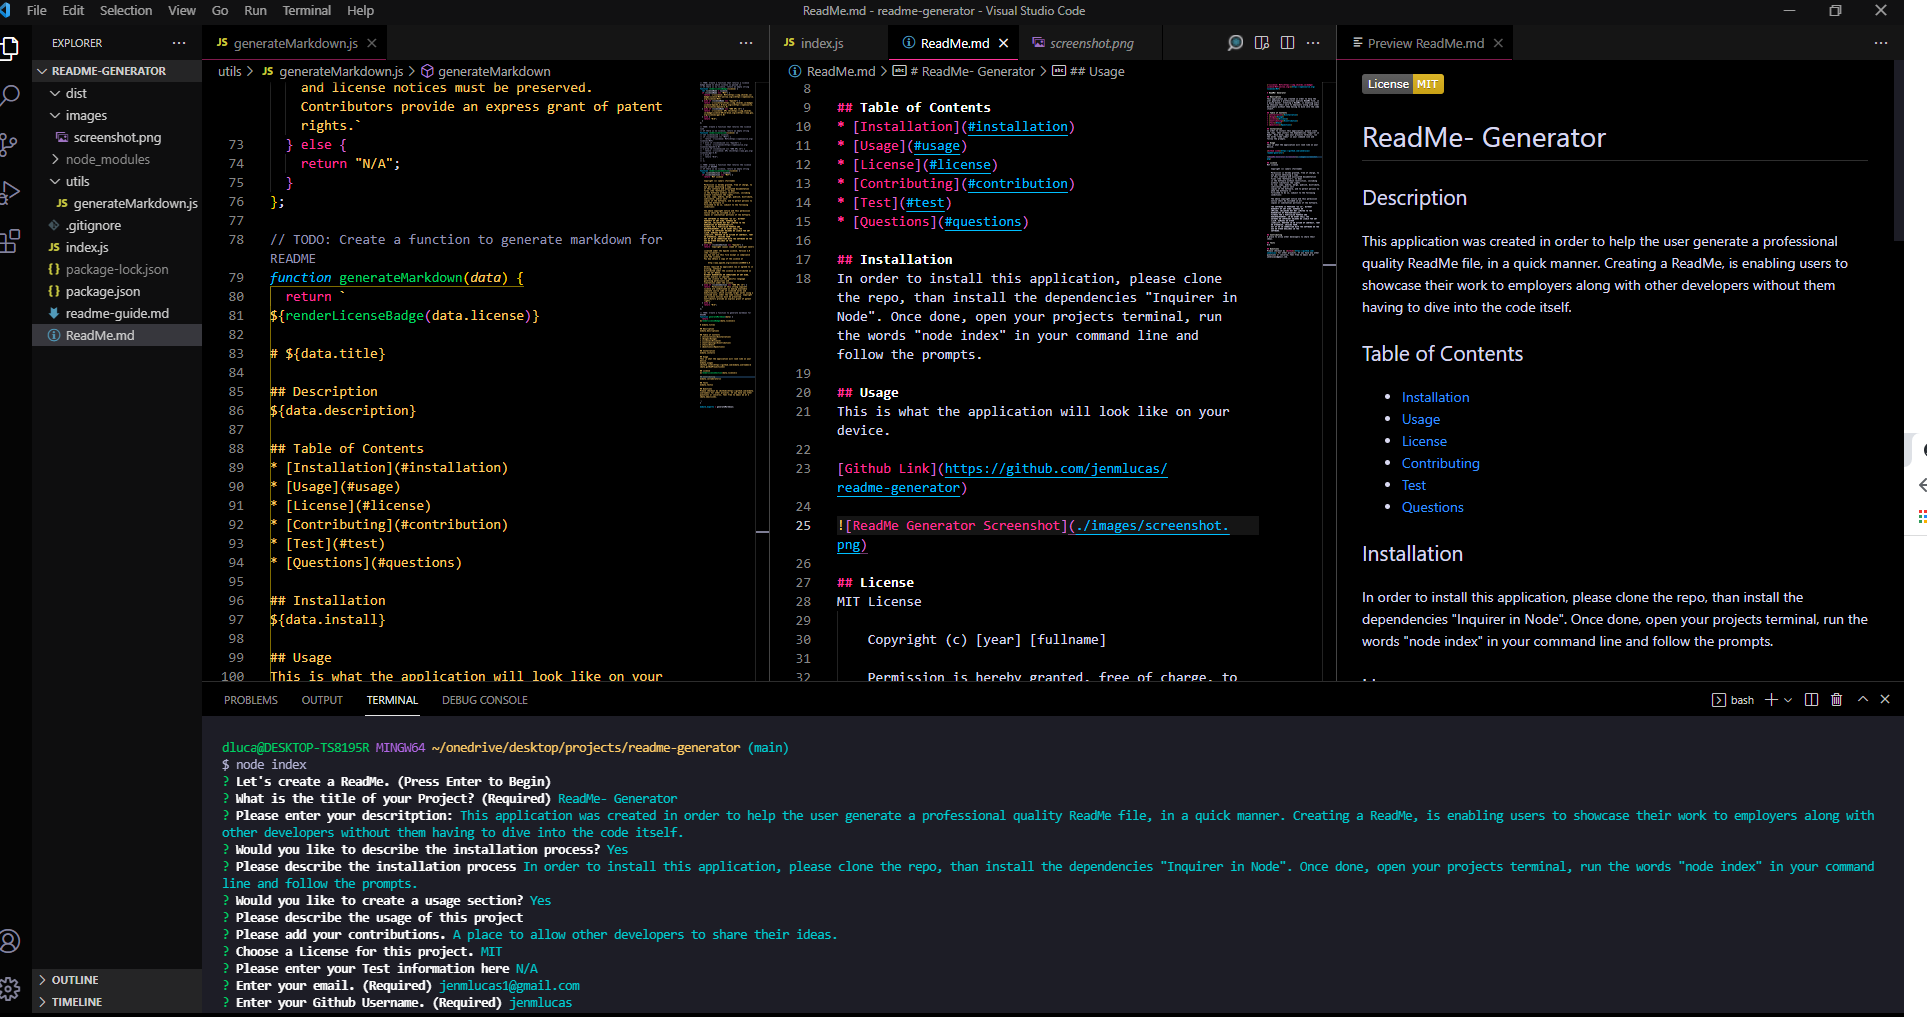 File Edit Selection View Go Run Terminal Help
ReadMe.md - readme-generator - Visual Studio Code
EXPLORER
README-GENERATOR
dist
images
screenshot.png
node_modules
utils
JS generateMarkdown.js
.gitignore
JS index.js
{} package-lock.json
{} package.json
readme-guide.md
ReadMe.md
OUTLINE
TIMELINE
JS generateMarkdown.js
utils > JS generateMarkdown.js > generateMarkdown
and license notices must be preserved.
Contributors provide an express grant of patent
rights.`
73 } else {
74 return "N/A";
75 }
76 };
77
78 // TODO: Create a function to generate markdown for
README
79 function generateMarkdown(data) {
80 return `
81 ${renderLicenseBadge(data.license)}
82
83 # ${data.title}
84
85 ## Description
86 ${data.description}
87
88 ## Table of Contents
89 * [Installation](#installation)
90 * [Usage](#usage)
91 * [License](#license)
92 * [Contributing](#contribution)
93 * [Test](#test)
94 * [Questions](#questions)
95
96 ## Installation
97 ${data.install}
98
99 ## Usage
100 This is what the application will look like on your
JS index.js
ReadMe.md
screenshot.png
ReadMe.md > # ReadMe- Generator > ## Usage
8
9 ## Table of Contents
10 * [Installation](#installation)
11 * [Usage](#usage)
12 * [License](#license)
13 * [Contributing](#contribution)
14 * [Test](#test)
15 * [Questions](#questions)
16
17 ## Installation
18 In order to install this application, please clone
the repo, than install the dependencies "Inquirer in
Node". Once done, open your projects terminal, run
the words "node index" in your command line and
follow the prompts.
19
20 ## Usage
21 This is what the application will look like on your
device.
22
23 [Github Link](https://github.com/jenmlucas/
readme-generator)
24
25 ![ReadMe Generator Screenshot](./images/screenshot.
png)
26
27 ## License
28 MIT License
29
30 Copyright (c) [year] [fullname]
31
32 Permission is hereby granted, free of charge, to
Preview ReadMe.md
License MIT
ReadMe- Generator
Description
This application was created in order to help the user generate a professional
quality ReadMe file, in a quick manner. Creating a ReadMe, is enabling users to
showcase their work to employers along with other developers without them
having to dive into the code itself.
Table of Contents
• Installation
• Usage
• License
• Contributing
• Test
• Questions
Installation
In order to install this application, please clone the repo, than install the
dependencies "Inquirer in Node". Once done, open your projects terminal, run the
words "node index" in your command line and follow the prompts.
PROBLEMS OUTPUT TERMINAL DEBUG CONSOLE
bash
dluca@DESKTOP-TS8195R MINGW64 ~/onedrive/desktop/projects/readme-generator (main)
$ node index
? Let's create a ReadMe. (Press Enter to Begin)
? What is the title of your Project? (Required) ReadMe- Generator
? Please enter your descritption: This application was created in order to help the user generate a professional quality ReadMe file, in a quick manner. Creating a ReadMe, is enabling users to showcase their work to employers along with
other developers without them having to dive into the code itself.
? Would you like to describe the installation process? Yes
? Please describe the installation process In order to install this application, please clone the repo, than install the dependencies "Inquirer in Node". Once done, open your projects terminal, run the words "node index" in your command
line and follow the prompts.
? Would you like to create a usage section? Yes
? Please describe the usage of this project
? Please add your contributions. A place to allow other developers to share their ideas.
? Choose a License for this project. MIT
? Please enter your Test information here N/A
? Enter your email. (Required) jenmlucas1@gmail.com
? Enter your Github Username. (Required) jenmlucas